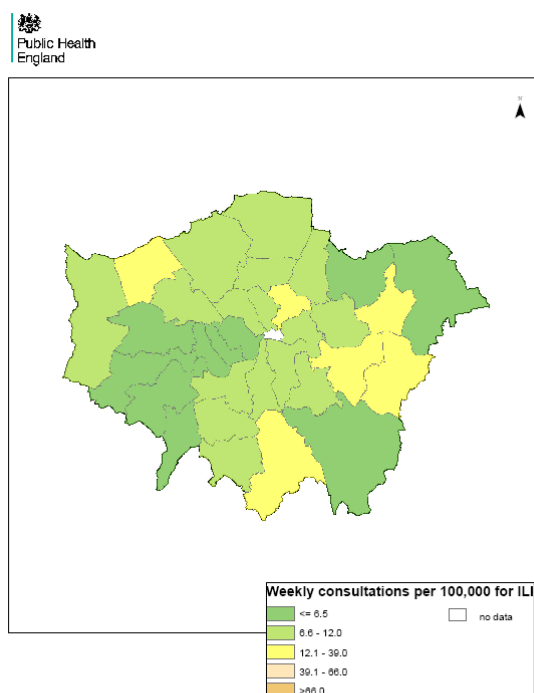 Public Health
England
N
Weekly consultations per 100,000 for ILI
<= 6.5
no data
6.6 - 12.0
12.1 - 39.0
39.1 - 66.0
>66.0